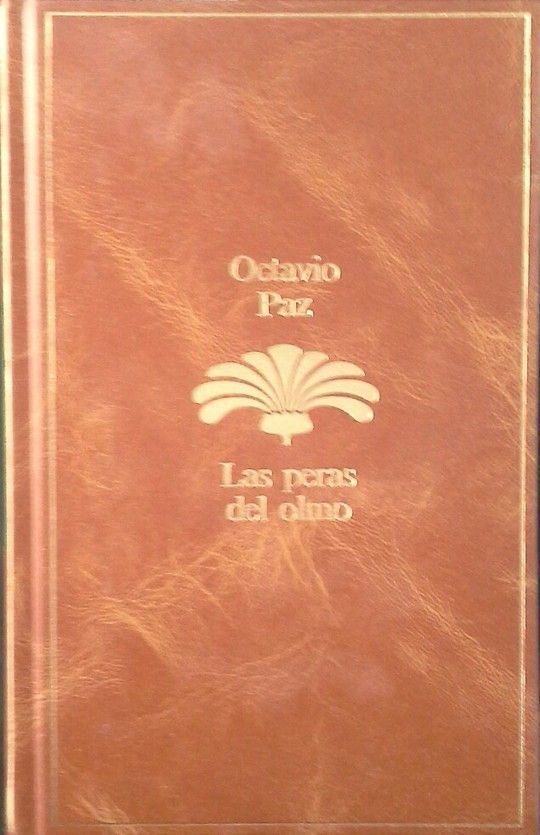 Octavio
Paz
Las peras
del olmo